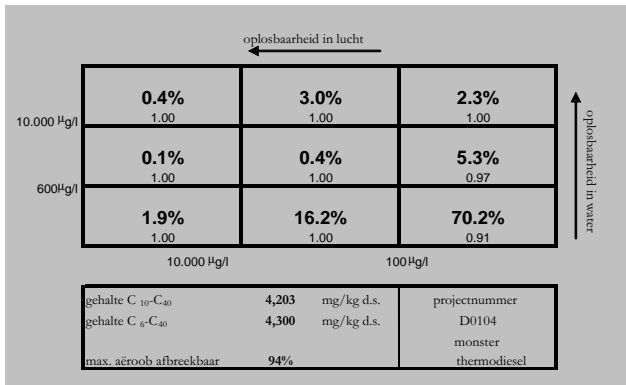 oplosbaarheid in lucht
0.4% 3.0% 2.3%
1.00 1.00 1.00
10.000 µg/l
0.1% 0.4% 5.3%
1.00 1.00 0.97
600µg/l
1.9% 16.2% 70.2%
1.00 1.00 0.91
10.000 µg/l 100µg/l
oplosbaarheid in water
gehalte C 10-C40 4,203 mg/kg d.s. projectnummer
gehalte C 6-C40 4,300 mg/kg d.s. D0104
monster
max. aëroob afbreekbaar 94% thermodiesel